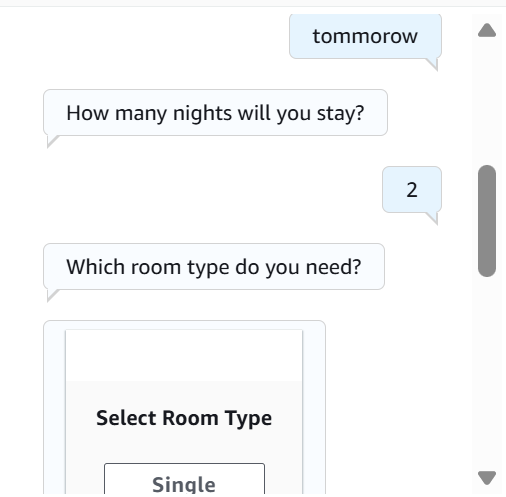 tommorow
How many nights will you stay?
2
Which room type do you need?
Select Room Type
Single